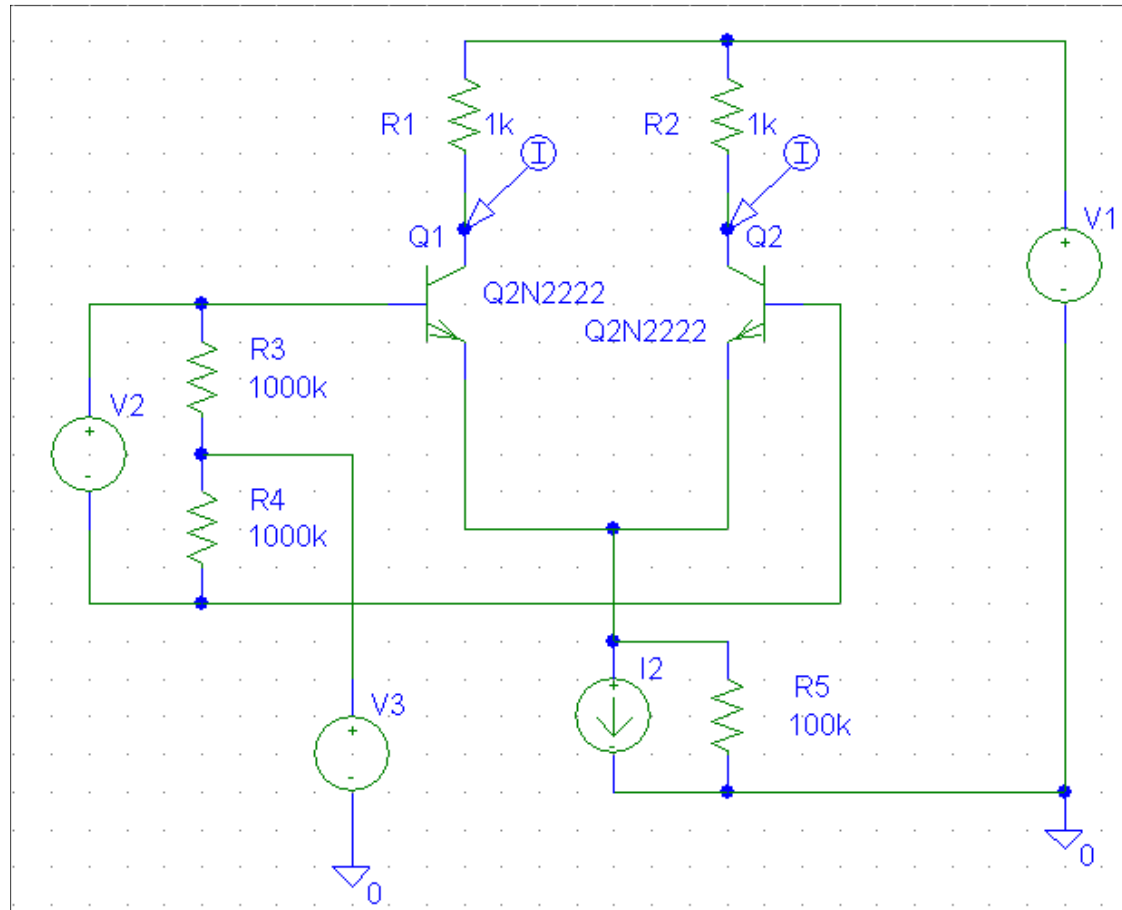 R1
1k
I
R2
1k
I
V1
+
-
Q1
Q2
Q2N2222
Q2N2222
R3
1000k
V2
+
-
R4
1000k
I2
+
-
R5
100k
V3
+
-
0
0